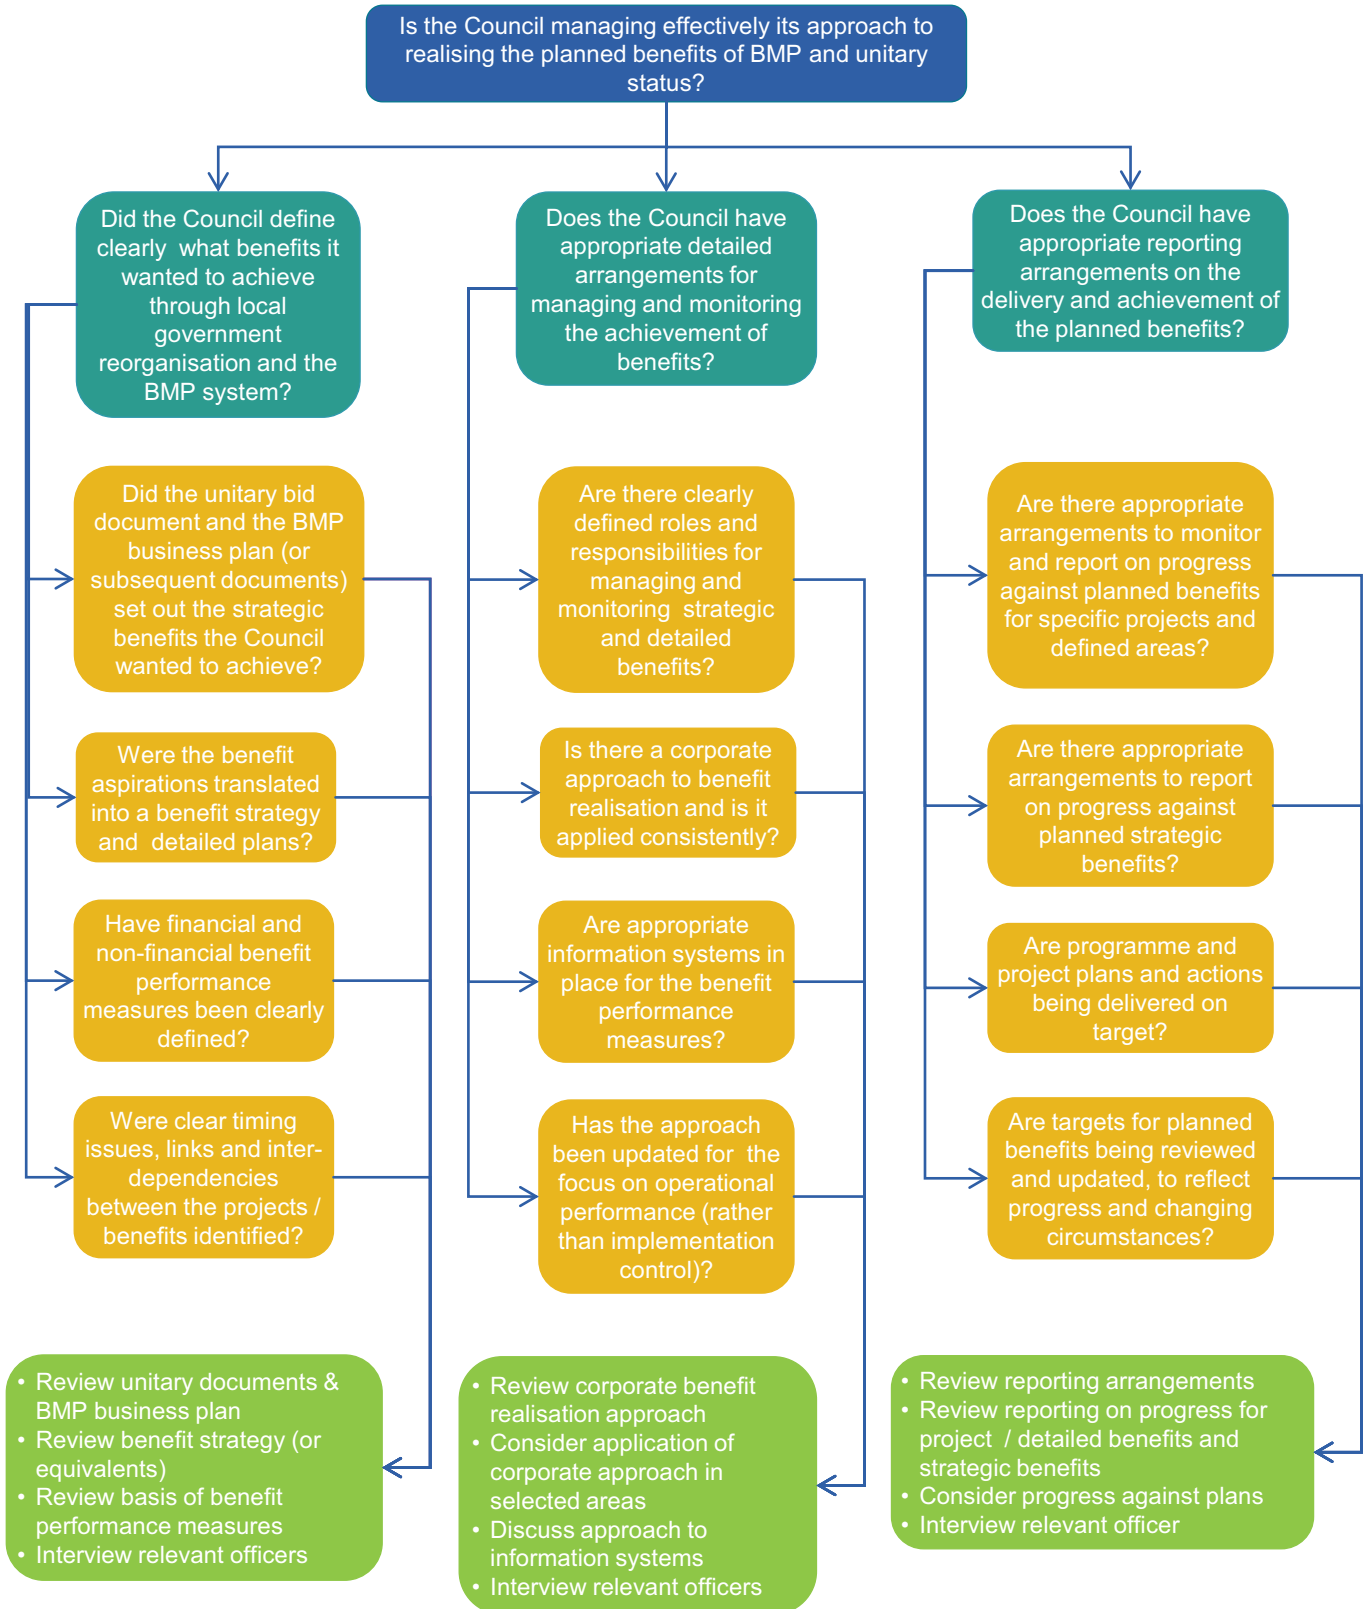 Is the Council managing effectively its approach to
realising the planned benefits of BMP and unitary
status?
Did the Council define
clearly what benefits it
wanted to achieve
through local
government
reorganisation and the
BMP system?
Did the unitary bid
document and the BMP
business plan (or
subsequent documents)
set out the strategic
benefits the Council
wanted to achieve?
Were the benefit
aspirations translated
into a benefit strategy
and detailed plans?
Have financial and
non-financial benefit
performance
measures been clearly
defined?
Were clear timing
issues, links and inter-
dependencies
between the projects /
benefits identified?
• Review unitary documents &
BMP business plan
• Review benefit strategy (or
equivalents)
• Review basis of benefit
performance measures
• Interview relevant officers
Does the Council have
appropriate detailed
arrangements for
managing and monitoring
the achievement of
benefits?
Are there clearly
defined roles and
responsibilities for
managing and
monitoring strategic
and detailed
benefits?
Is there a corporate
approach to benefit
realisation and is it
applied consistently?
Are appropriate
information systems in
place for the benefit
performance
measures?
Has the approach
been updated for the
focus on operational
performance (rather
than implementation
control)?
• Review corporate benefit
realisation approach
• Consider application of
corporate approach in
selected areas
• Discuss approach to
information systems
• Interview relevant officers
Does the Council have
appropriate reporting
arrangements on the
delivery and achievement of
the planned benefits?
Are there appropriate
arrangements to monitor
and report on progress
against planned benefits
for specific projects and
defined areas?
Are there appropriate
arrangements to report
on progress against
planned strategic
benefits?
Are programme and
project plans and actions
being delivered on
target?
Are targets for planned
benefits being reviewed
and updated, to reflect
progress and changing
circumstances?
• Review reporting arrangements
• Review reporting on progress for
project / detailed benefits and
strategic benefits
• Consider progress against plans
• Interview relevant officer